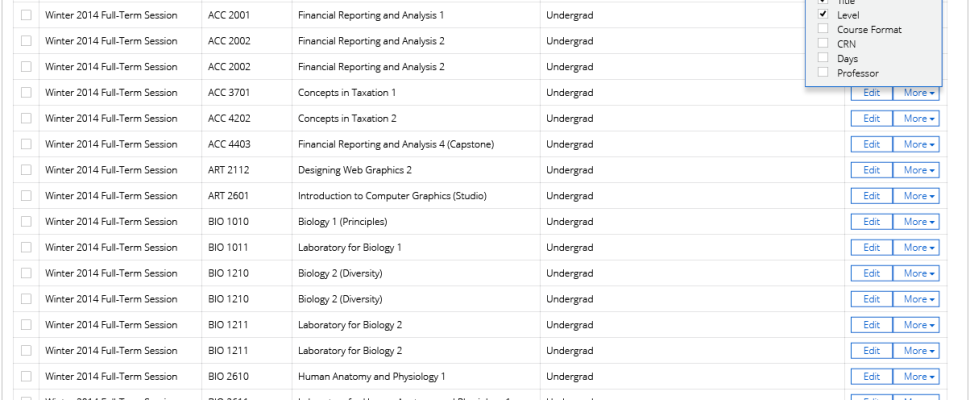 Title
Winter 2014 Full-Term Session ACC 2001 Financial Reporting and Analysis 1 Undergrad
Level
Course Format
Winter 2014 Full-Term Session ACC 2002 Financial Reporting and Analysis 2 Undergrad
CRN
Days
Winter 2014 Full-Term Session ACC 2002 Financial Reporting and Analysis 2 Undergrad
Professor
Winter 2014 Full-Term Session ACC 3701 Concepts in Taxation 1 Undergrad Edit More
Winter 2014 Full-Term Session ACC 4202 Concepts in Taxation 2 Undergrad Edit More
Winter 2014 Full-Term Session ACC 4403 Financial Reporting and Analysis 4 (Capstone) Undergrad Edit More
Winter 2014 Full-Term Session ART 2112 Designing Web Graphics 2 Undergrad Edit More
Winter 2014 Full-Term Session ART 2601 Introduction to Computer Graphics (Studio) Undergrad Edit More
Winter 2014 Full-Term Session BIO 1010 Biology 1 (Principles) Undergrad Edit More
Winter 2014 Full-Term Session BIO 1011 Laboratory for Biology 1 Undergrad Edit More
Winter 2014 Full-Term Session BIO 1210 Biology 2 (Diversity) Undergrad Edit More
Winter 2014 Full-Term Session BIO 1210 Biology 2 (Diversity) Undergrad Edit More
Winter 2014 Full-Term Session BIO 1211 Laboratory for Biology 2 Undergrad Edit More
Winter 2014 Full-Term Session BIO 1211 Laboratory for Biology 2 Undergrad Edit More
Winter 2014 Full-Term Session BIO 2610 Human Anatomy and Physiology 1 Undergrad Edit More